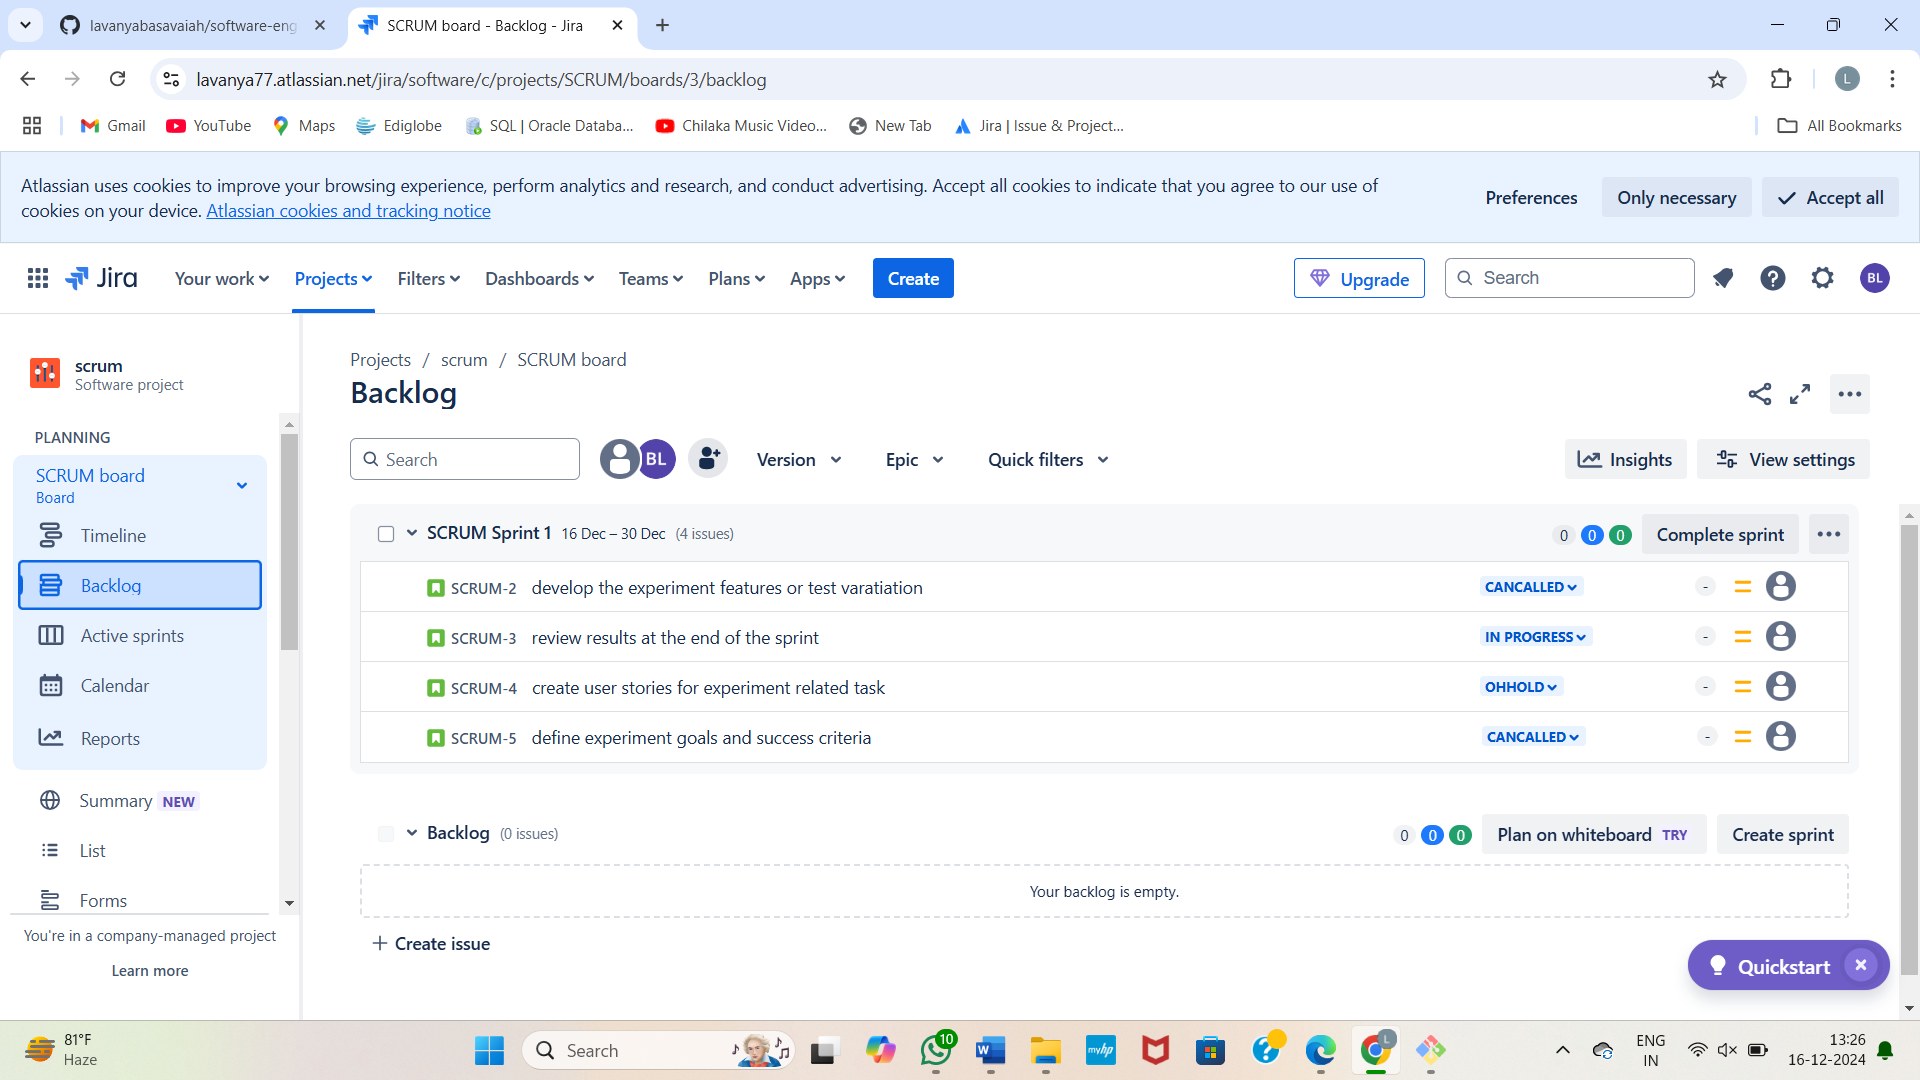 lavanyabasavaiah/software-eng
SCRUM board - Backlog - Jira
lavanya77.atlassian.net/jira/software/c/projects/SCRUM/boards/3/backlog
L
Gmail YouTube Maps Ediglobe SQL | Oracle Databa... Chilaka Music Video... New Tab Jira | Issue & Project... All Bookmarks
Atlassian uses cookies to improve your browsing experience, perform analytics and research, and conduct advertising. Accept all cookies to indicate that you agree to our use of
cookies on your device. Atlassian cookies and tracking notice
Preferences Only necessary Accept all
Jira Your work Projects Filters Dashboards Teams Plans Apps Create Upgrade Search BL
scrum
Software project
PLANNING
SCRUM board
Board
Timeline
Backlog
Active sprints
Calendar
Reports
Summary NEW
List
Forms
You're in a company-managed project
Learn more
Projects / scrum / SCRUM board
Backlog
Search BL Version Epic Quick filters Insights View settings
SCRUM Sprint 1 16 Dec – 30 Dec (4 issues) 0 0 0 Complete sprint
SCRUM-2 develop the experiment features or test varatiation CANCALLED -
SCRUM-3 review results at the end of the sprint IN PROGRESS -
SCRUM-4 create user stories for experiment related task OHHOLD -
SCRUM-5 define experiment goals and success criteria CANCALLED -
Backlog (0 issues) 0 0 0 Plan on whiteboard TRY Create sprint
Your backlog is empty.
+ Create issue
Quickstart
81°F
Haze
Search
10
myhp
L
ENG
IN
13:26
16-12-2024